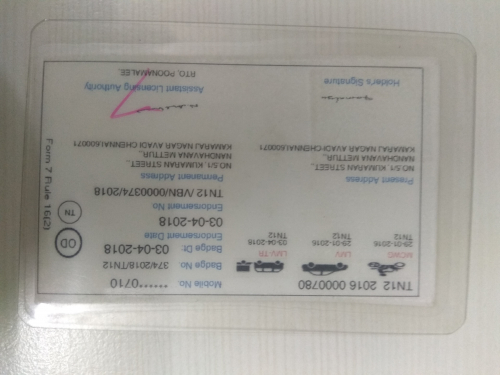 TN12 2016 0000780
MCWG LMV LMV-TR
29-01-2016 29-01-2016 03-04-2018
TN12 TN12 TN12
Mobile No. ******0710
Badge No. 374/2018/TN12
Badge Dt 03-04-2018
Endorsement Date
03-04-2018
Endorsement No.
TN12 /VBN/0000374/2018
OD
TN
Form 7 Rule 16(2)
Present Address
NO.5/1 KUMARAN STREET,
NANDHAVANA METTUR,,
KAMARAJ NAGAR AVADI CHENNAI,600071
Permanent Address
NO.5/1 KUMARAN STREET,,
NANDHAVANA METTUR,,
KAMARAJ NAGAR AVADI CHENNAI,600071
Holder's Signature
Assistant Licensing Authority
RTO, POONAMALEE.